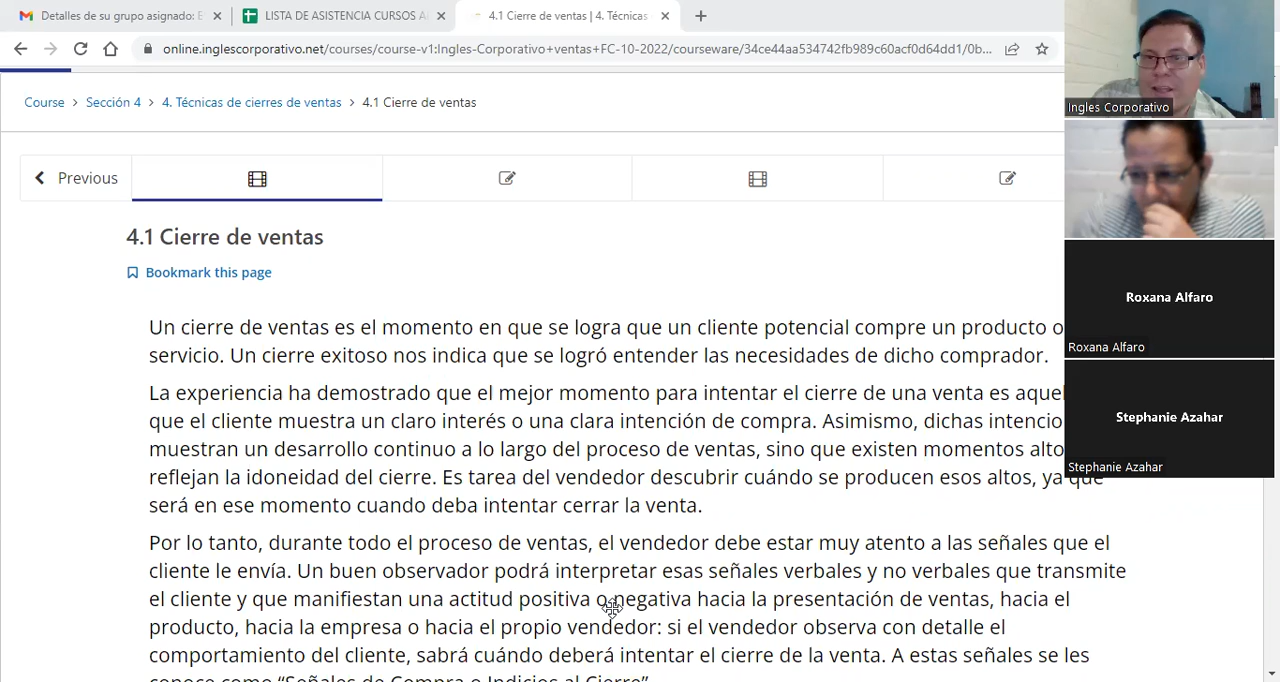 Detalles de su grupo asignado: E
LISTA DE ASISTENCIA CURSOS A
4.1 Cierre de ventas | 4. Técnicas
online.inglescorporativo.net/courses/course-v1:Ingles-Corporativo+ventas+FC-10-2022/courseware/34ce44aa534742fb989c60acf0d64dd1/0b...
Course > Sección 4 > 4. Técnicas de cierres de ventas > 4.1 Cierre de ventas
Previous
4.1 Cierre de ventas
Bookmark this page
Un cierre de ventas es el momento en que se logra que un cliente potencial compre un producto o
servicio. Un cierre exitoso nos indica que se logró entender las necesidades de dicho comprador.
La experiencia ha demostrado que el mejor momento para intentar el cierre de una venta es aquel
que el cliente muestra un claro interés o una clara intención de compra. Asimismo, dichas intencio
muestran un desarrollo continuo a lo largo del proceso de ventas, sino que existen momentos alto
reflejan la idoneidad del cierre. Es tarea del vendedor descubrir cuándo se producen esos altos, ya que
será en ese momento cuando deba intentar cerrar la venta.
Por lo tanto, durante todo el proceso de ventas, el vendedor debe estar muy atento a las señales que el
cliente le envía. Un buen observador podrá interpretar esas señales verbales y no verbales que transmite
el cliente y que manifiestan una actitud positiva o negativa hacia la presentación de ventas, hacia el
producto, hacia la empresa o hacia el propio vendedor: si el vendedor observa con detalle el
comportamiento del cliente, sabrá cuándo deberá intentar el cierre de la venta. A estas señales se les
conoce como “Señales de Compra o Indicios al Cierre”
Ingles Corporativo
Roxana Alfaro
Roxana Alfaro
Stephanie Azahar
Stephanie Azahar